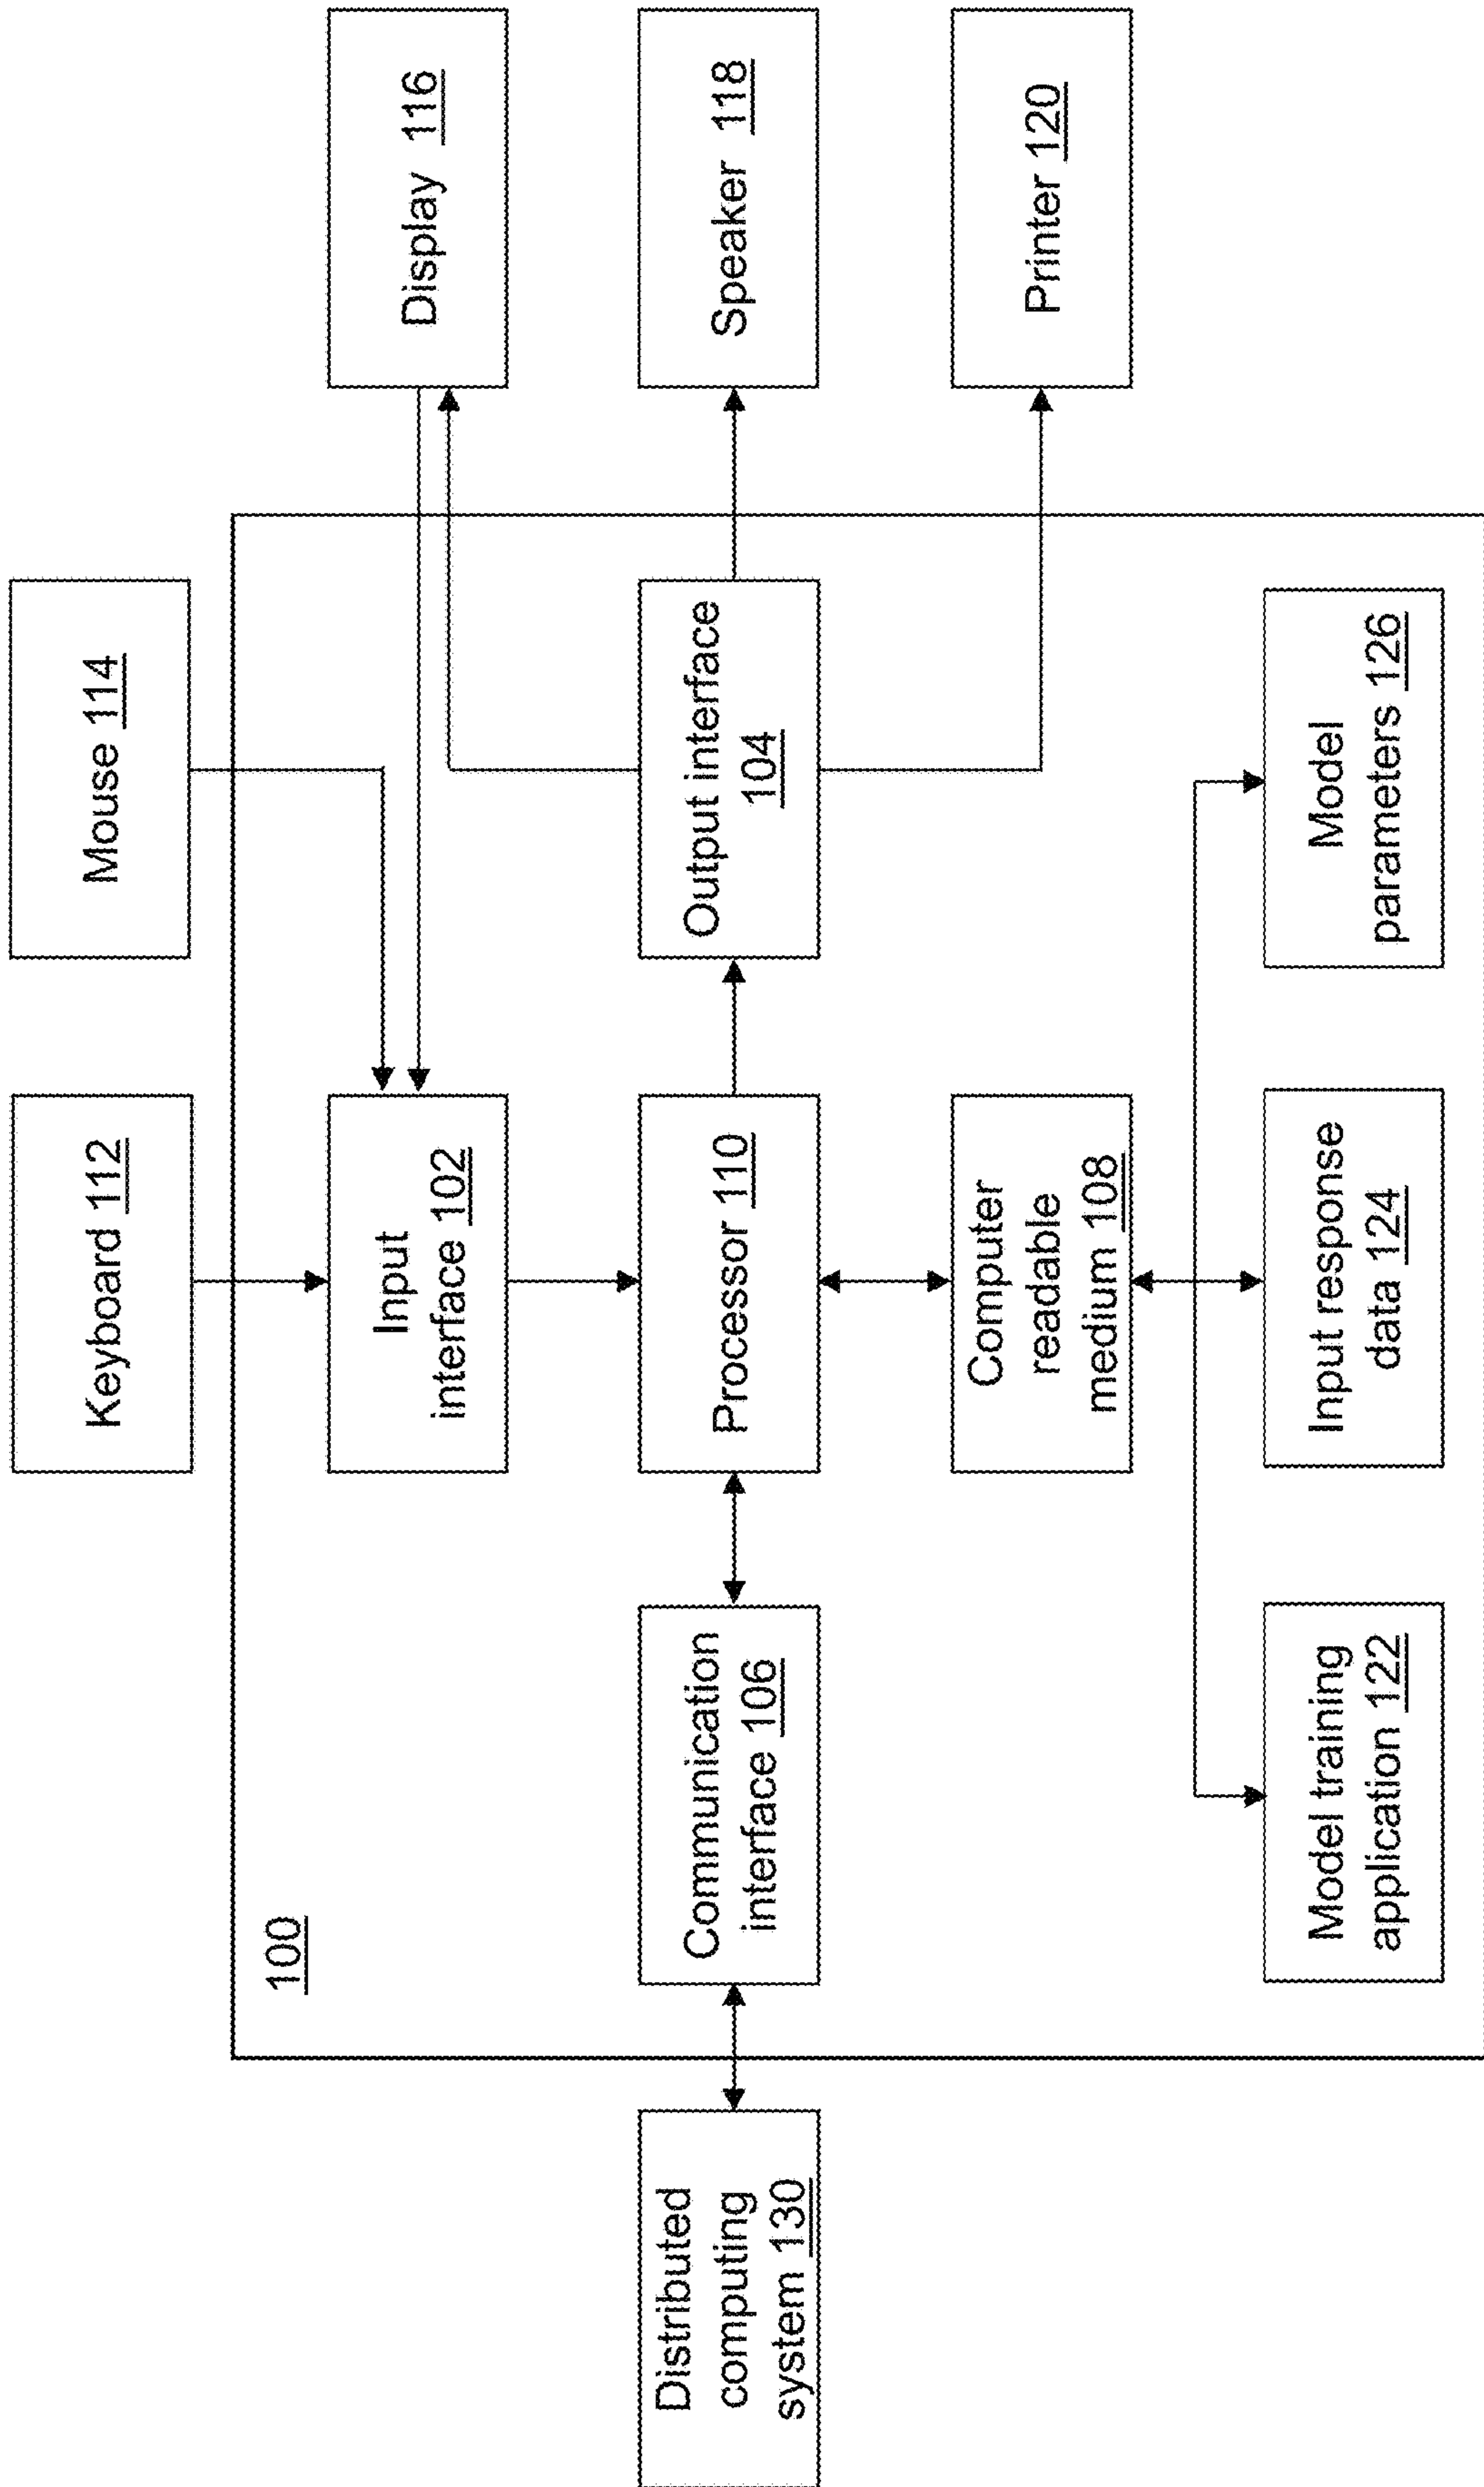 Keyboard 112
Mouse 114
100
Input
interface 102
Display 116
Distributed
computing
system 130
Communication
interface 106
Processor 110
Output interface
104
Speaker 118
Computer
readable
medium 108
Printer 120
Model training
application 122
Input response
data 124
Model
parameters 126